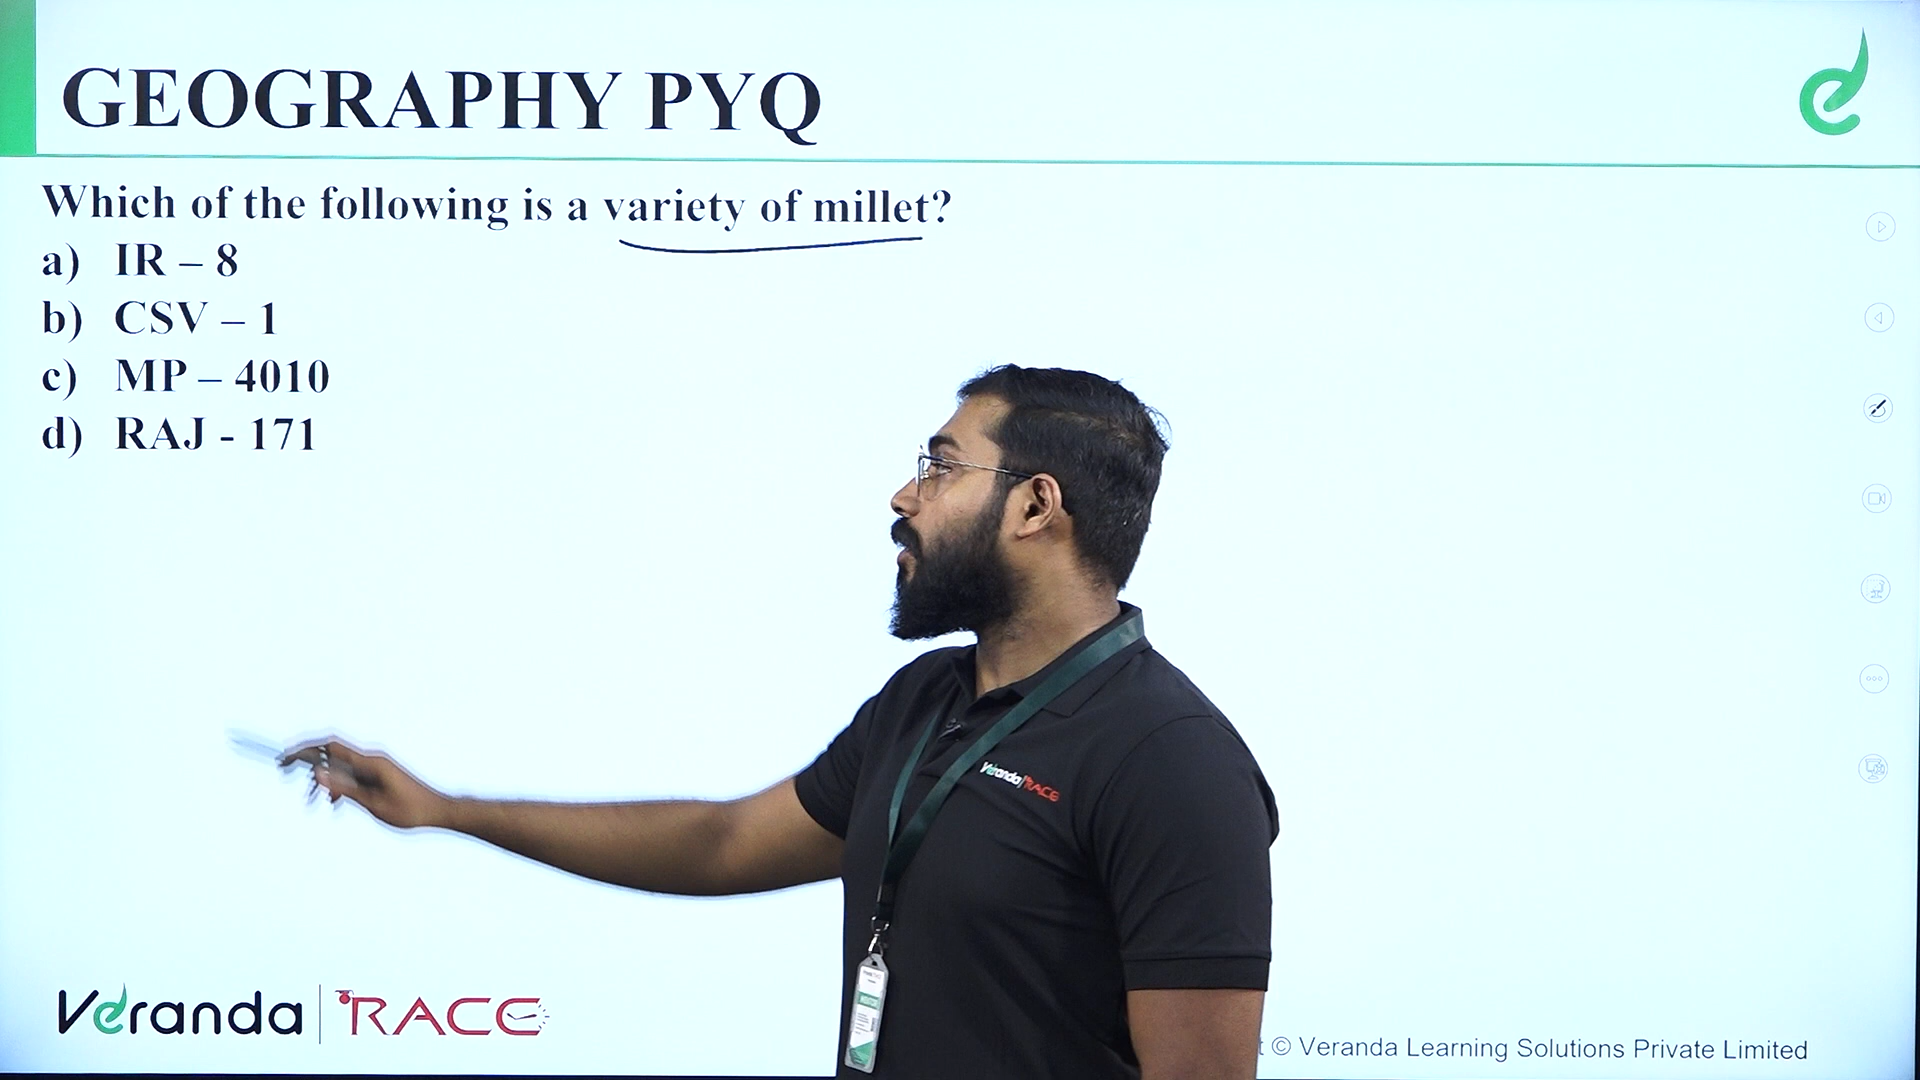 GEOGRAPHY PYQ
Which of the following is a variety of millet?
a) IR – 8
b) CSV – 1
c) MP – 4010
d) RAJ - 171
Veranda RACE
Veranda RACE
t © Veranda Learning Solutions Private Limited